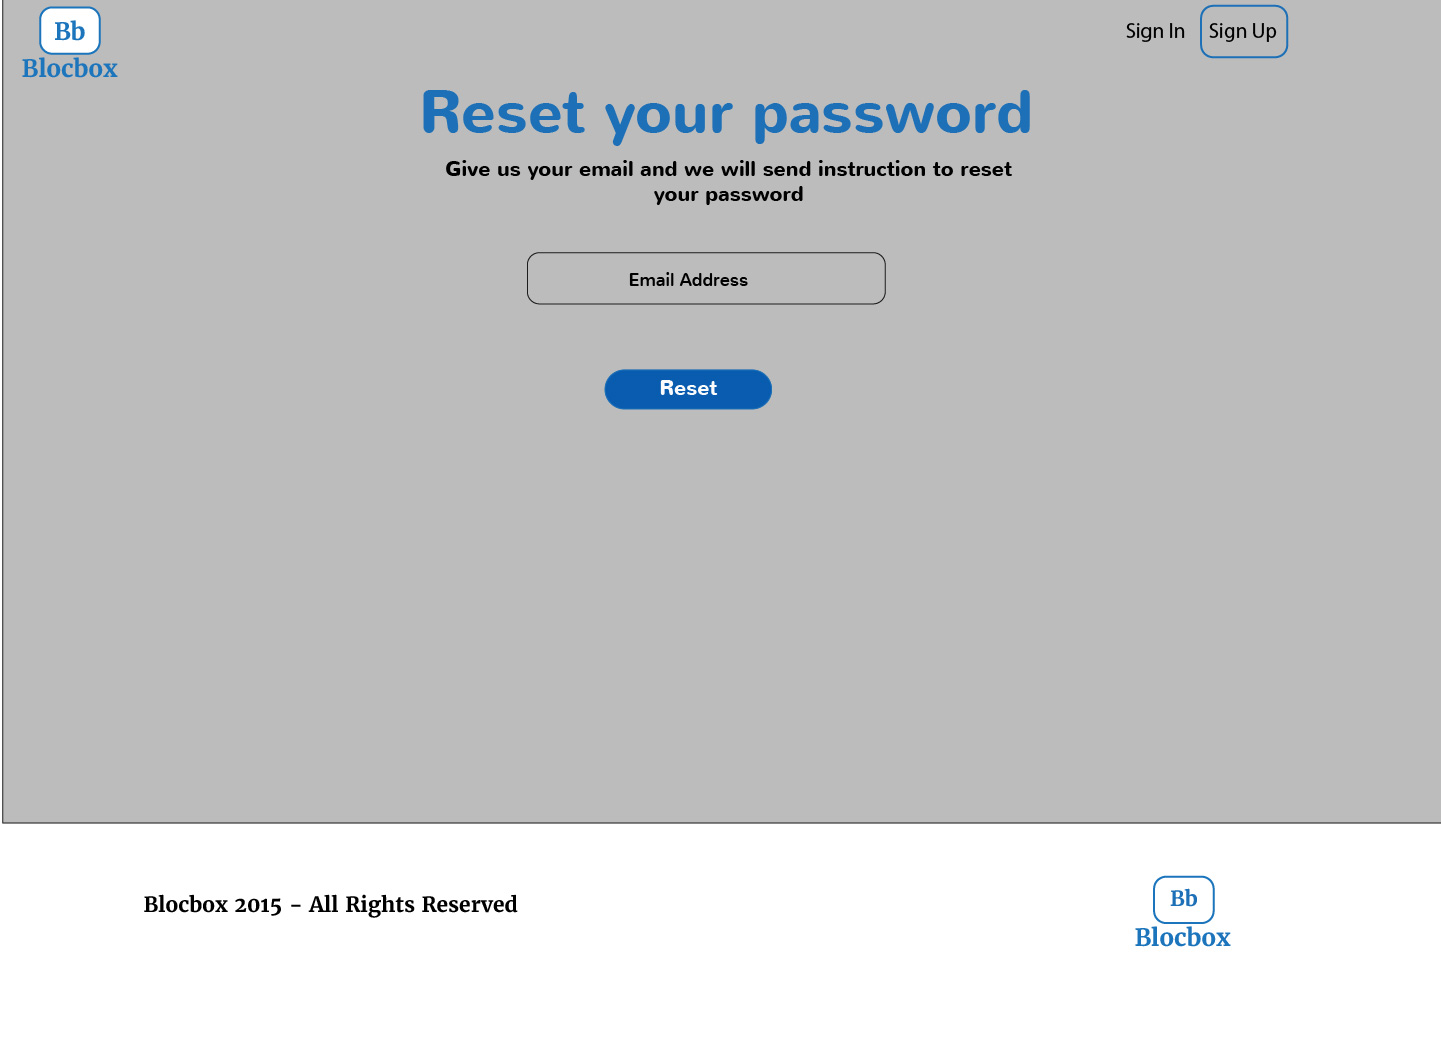 Bb
Blocbox
Sign In
Sign Up
Reset your password
Give us your email and we will send instruction to reset
your password
Email Address
Reset
Blocbox 2015 - All Rights Reserved
Bb
Blocbox